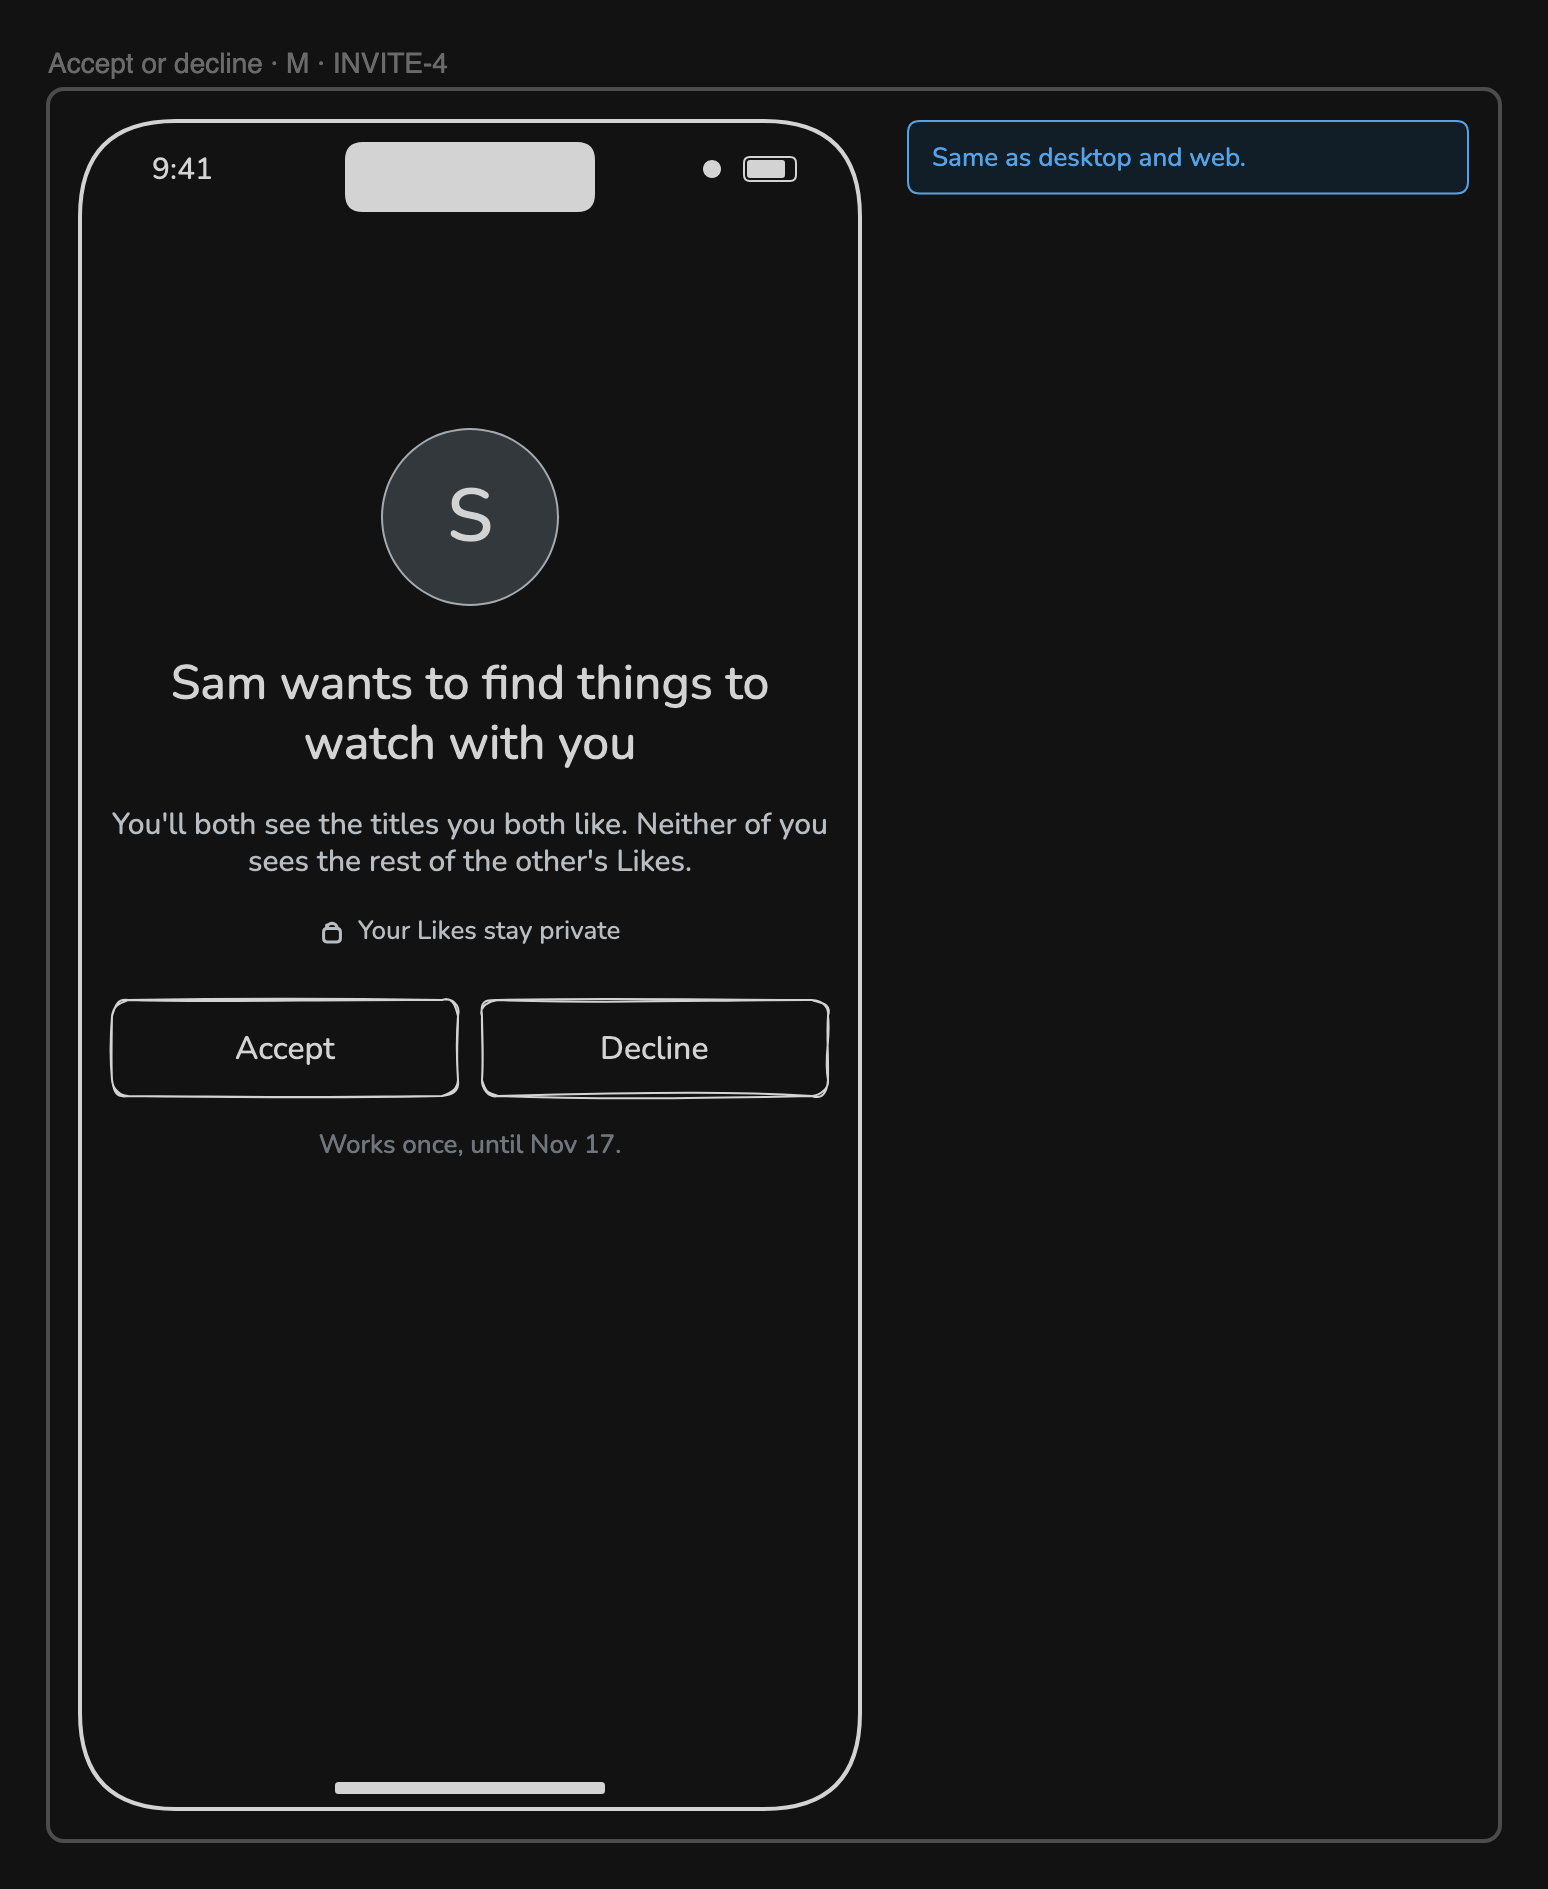 Accept or decline · M · INVITE-4
9:41
Same as desktop and web.
S
Sam wants to find things to
watch with you
You'll both see the titles you both like. Neither of you
sees the rest of the other's Likes.
Your Likes stay private
Accept
Decline
Works once, until Nov 17.